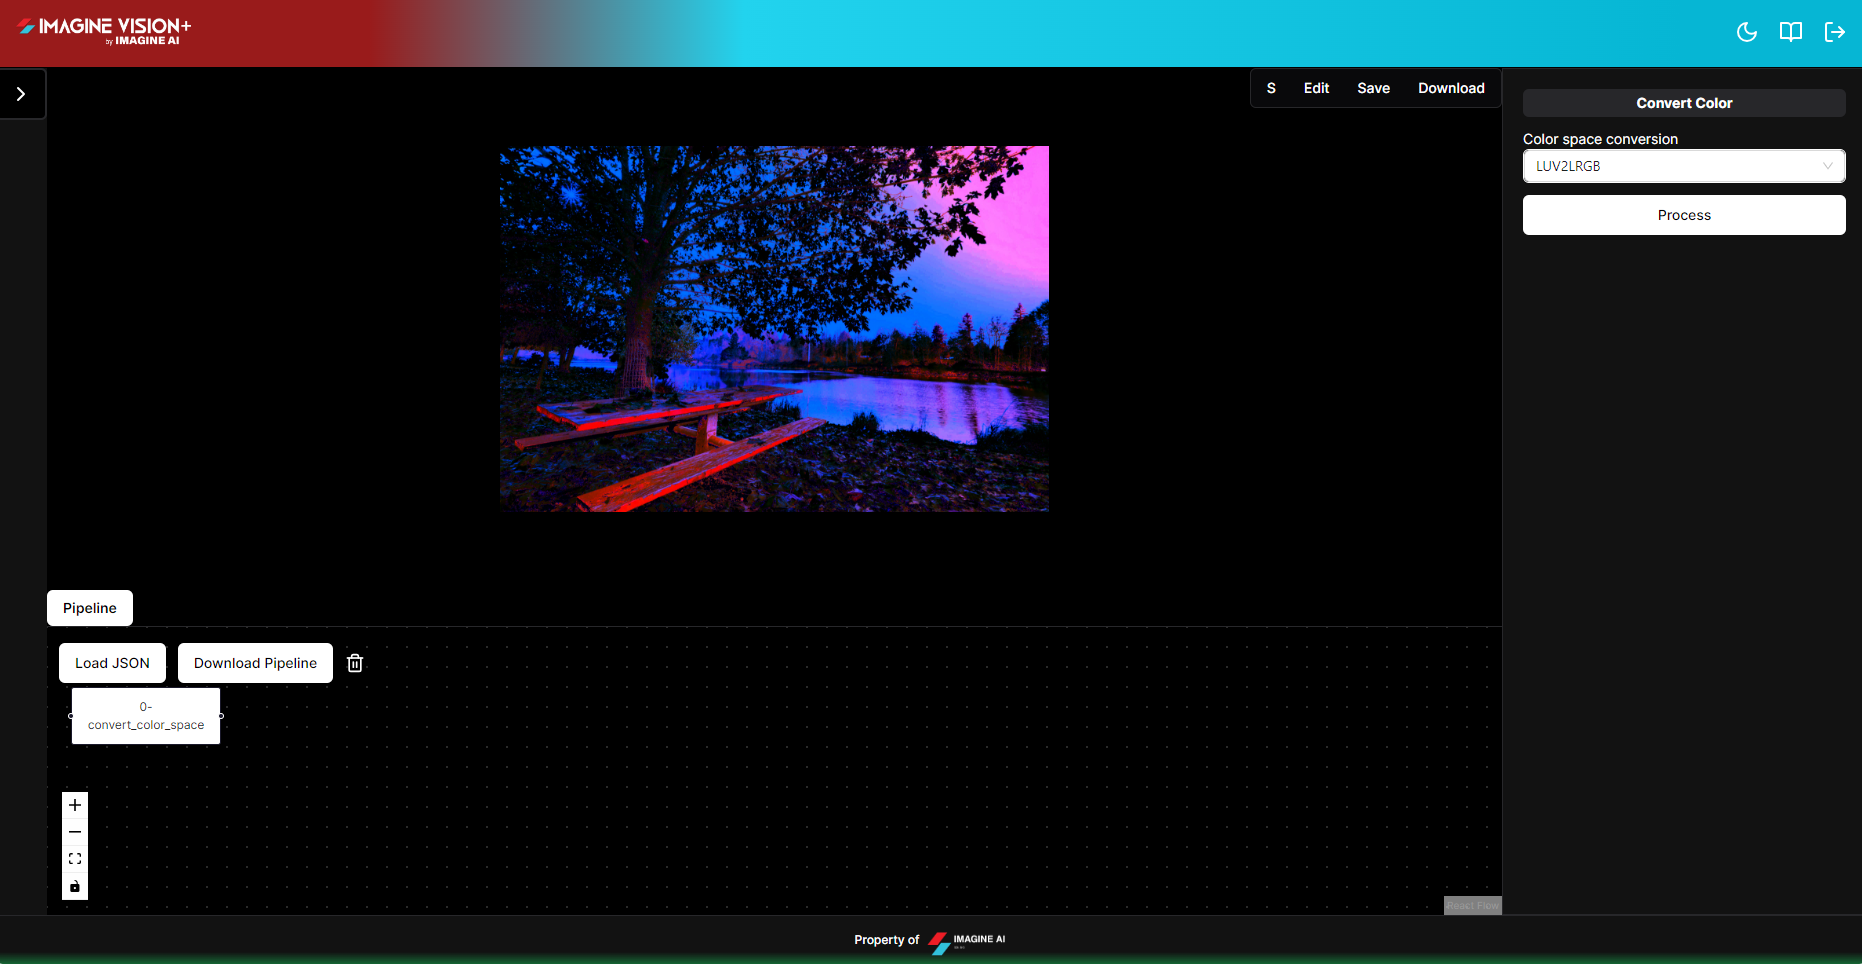 IMAGINE VISION+
by IMAGINE AI
S Edit Save Download
Convert Color
Color space conversion
LUV2LRGB
Process
Pipeline
Load JSON Download Pipeline
0-
convert_color_space
React Flow
Property of IMAGINE AI